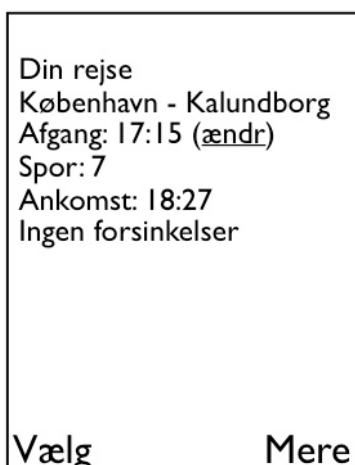 Din rejse
København - Kalundborg
Afgang: 17:15 (ændr)
Spor: 7
Ankomst: 18:27
Ingen forsinkelser
Vælg Mere